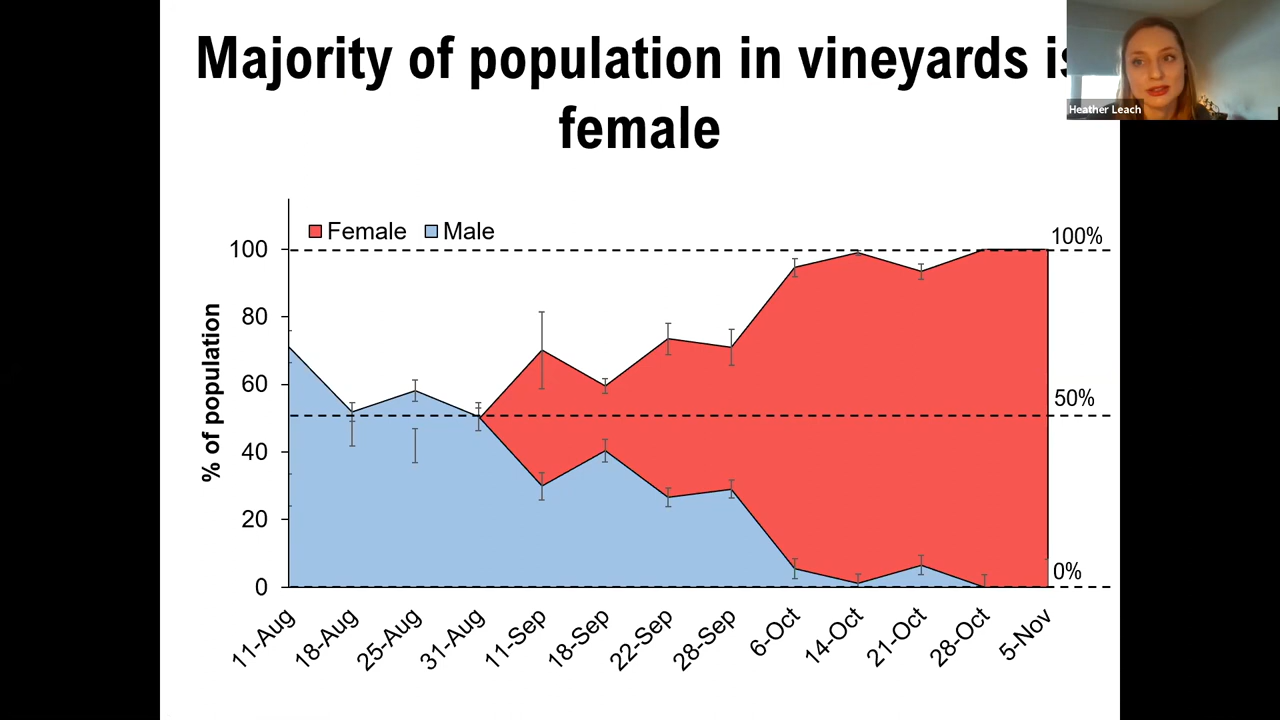 Majority of population in vineyards is
female
Heather Leach
Female Male
100%
50%
0%
% of population
100
80
60
40
20
0
11-Aug
18-Aug
25-Aug
31-Aug
11-Sep
18-Sep
22-Sep
28-Sep
6-Oct
14-Oct
21-Oct
28-Oct
5-Nov